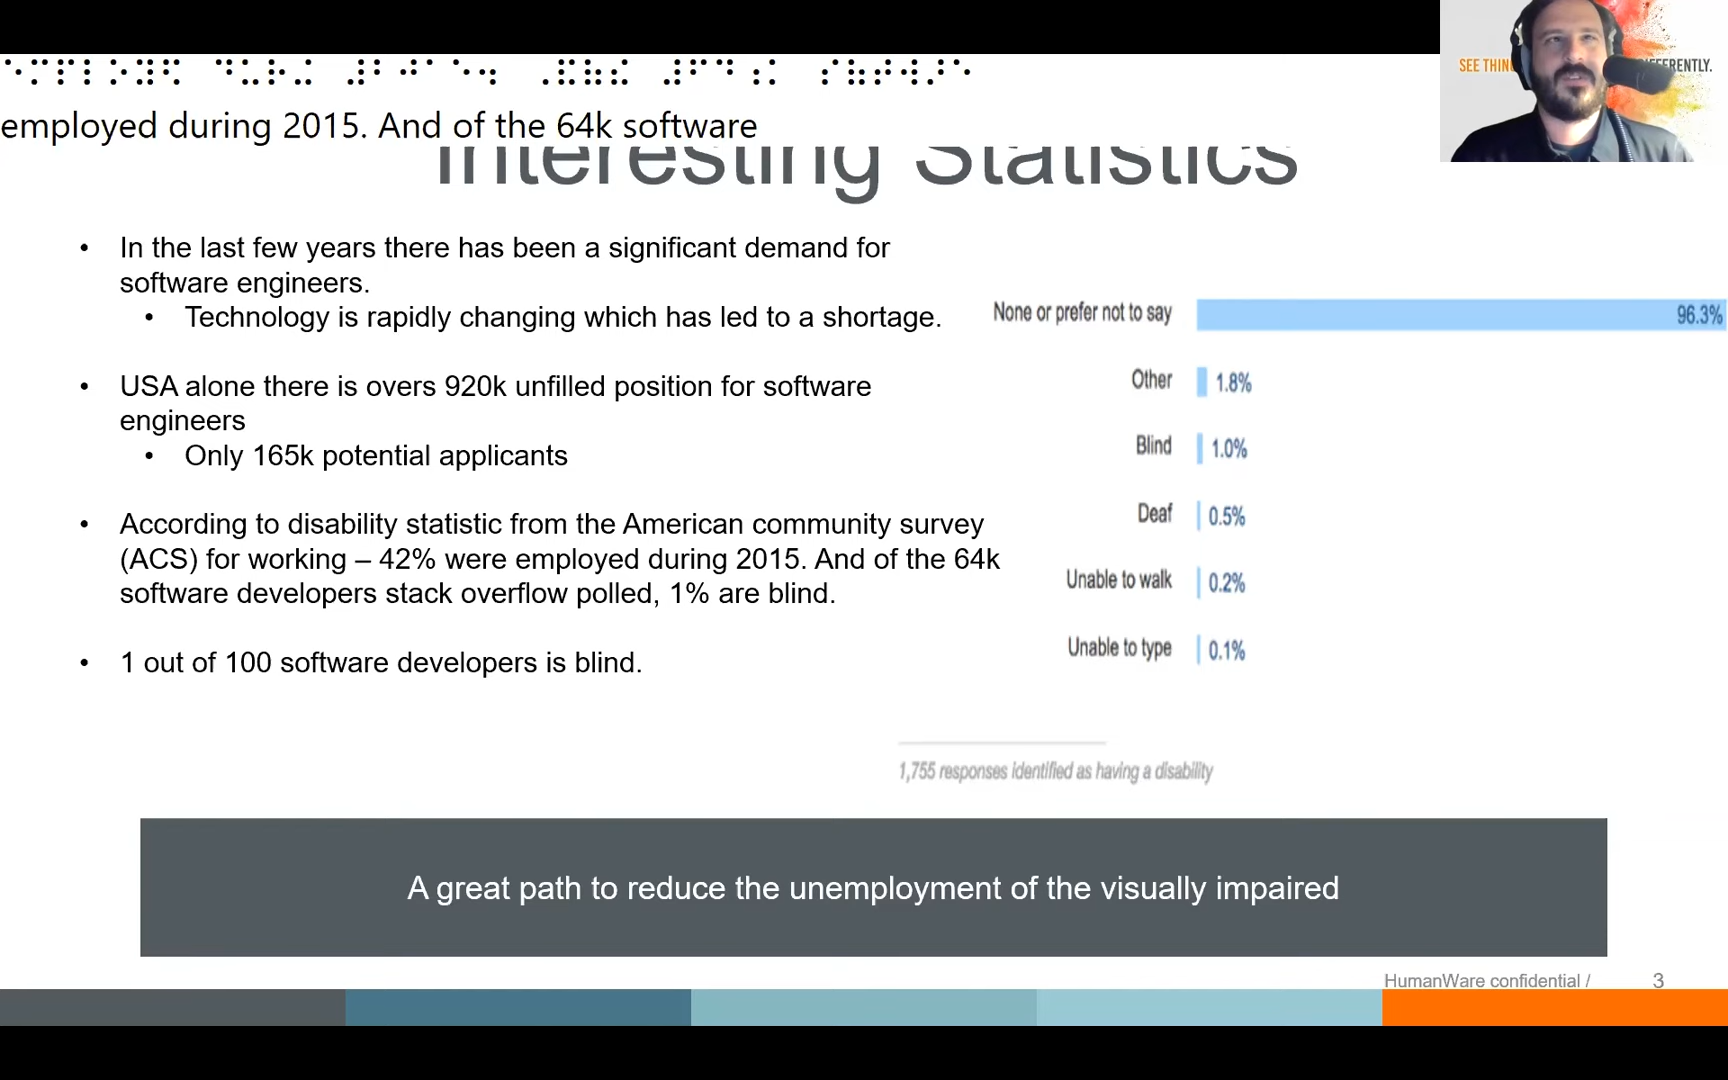 ⠑⠍⠏⠇⠕⠽⠫ ⠙⠥⠗⠬ ⠼⠃⠚⠁⠑⠲ ⠠⠯⠷⠮ ⠼⠋⠙⠰⠅ ⠎⠷⠞⠺⠜⠑
employed during 2015. And of the 64k software
SEE THIN
FERENTLY.
Interesting Statistics
• In the last few years there has been a significant demand for
software engineers.
• Technology is rapidly changing which has led to a shortage.
• USA alone there is overs 920k unfilled position for software
engineers
• Only 165k potential applicants
• According to disability statistic from the American community survey
(ACS) for working – 42% were employed during 2015. And of the 64k
software developers stack overflow polled, 1% are blind.
• 1 out of 100 software developers is blind.
None or prefer not to say 96.3%
Other 1.8%
Blind 1.0%
Deaf 0.5%
Unable to walk 0.2%
Unable to type 0.1%
1,755 responses identified as having a disability
A great path to reduce the unemployment of the visually impaired
HumanWare confidential / 3